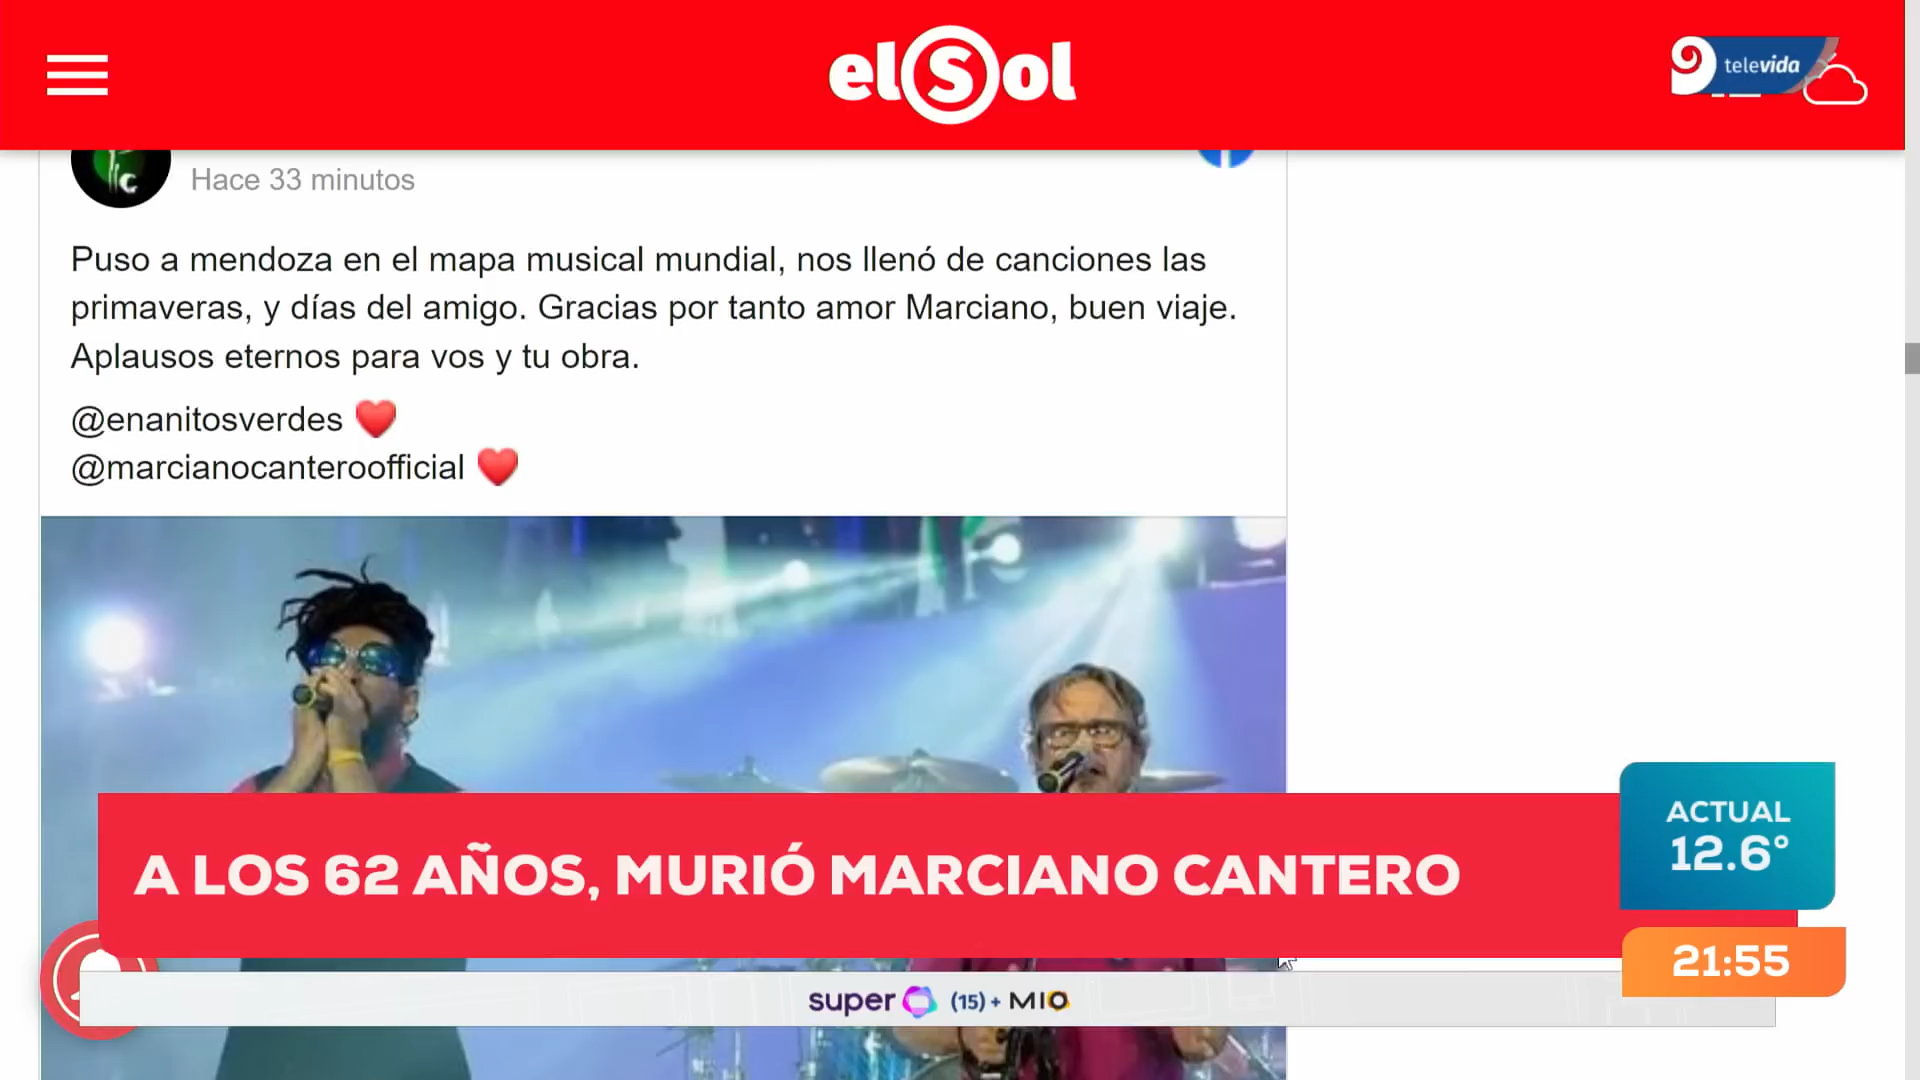 elSol
9 televida
Hace 33 minutos
Puso a mendoza en el mapa musical mundial, nos llenó de canciones las
primaveras, y días del amigo. Gracias por tanto amor Marciano, buen viaje.
Aplausos eternos para vos y tu obra.
@enanitosverdes ❤️
@marcianocanteroofficial ❤️
A LOS 62 AÑOS, MURIÓ MARCIANO CANTERO
ACTUAL
12.6°
21:55
super (15) + MIO